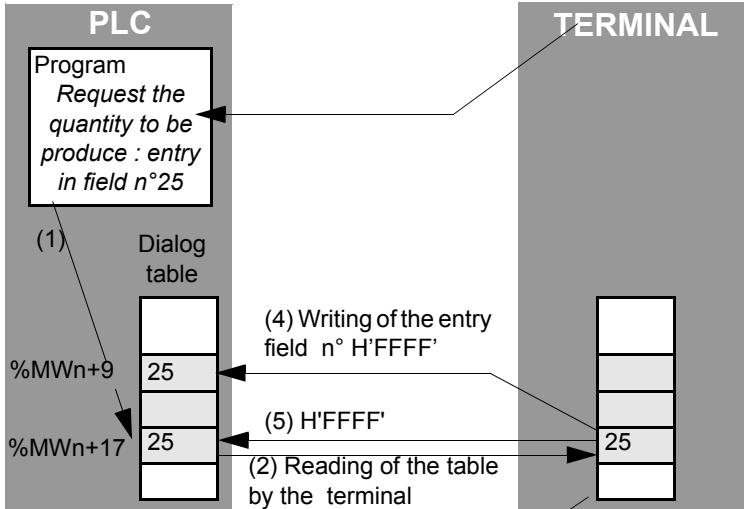 PLC
TERMINAL
Program
Request the
quantity to be
produce : entry
in field n°25
(1)
Dialog
table
(4) Writing of the entry
field n° H’FFFF’
%MWn+9
25
(5) H'FFFF'
%MWn+17
25
25
(2) Reading of the table
by the terminal